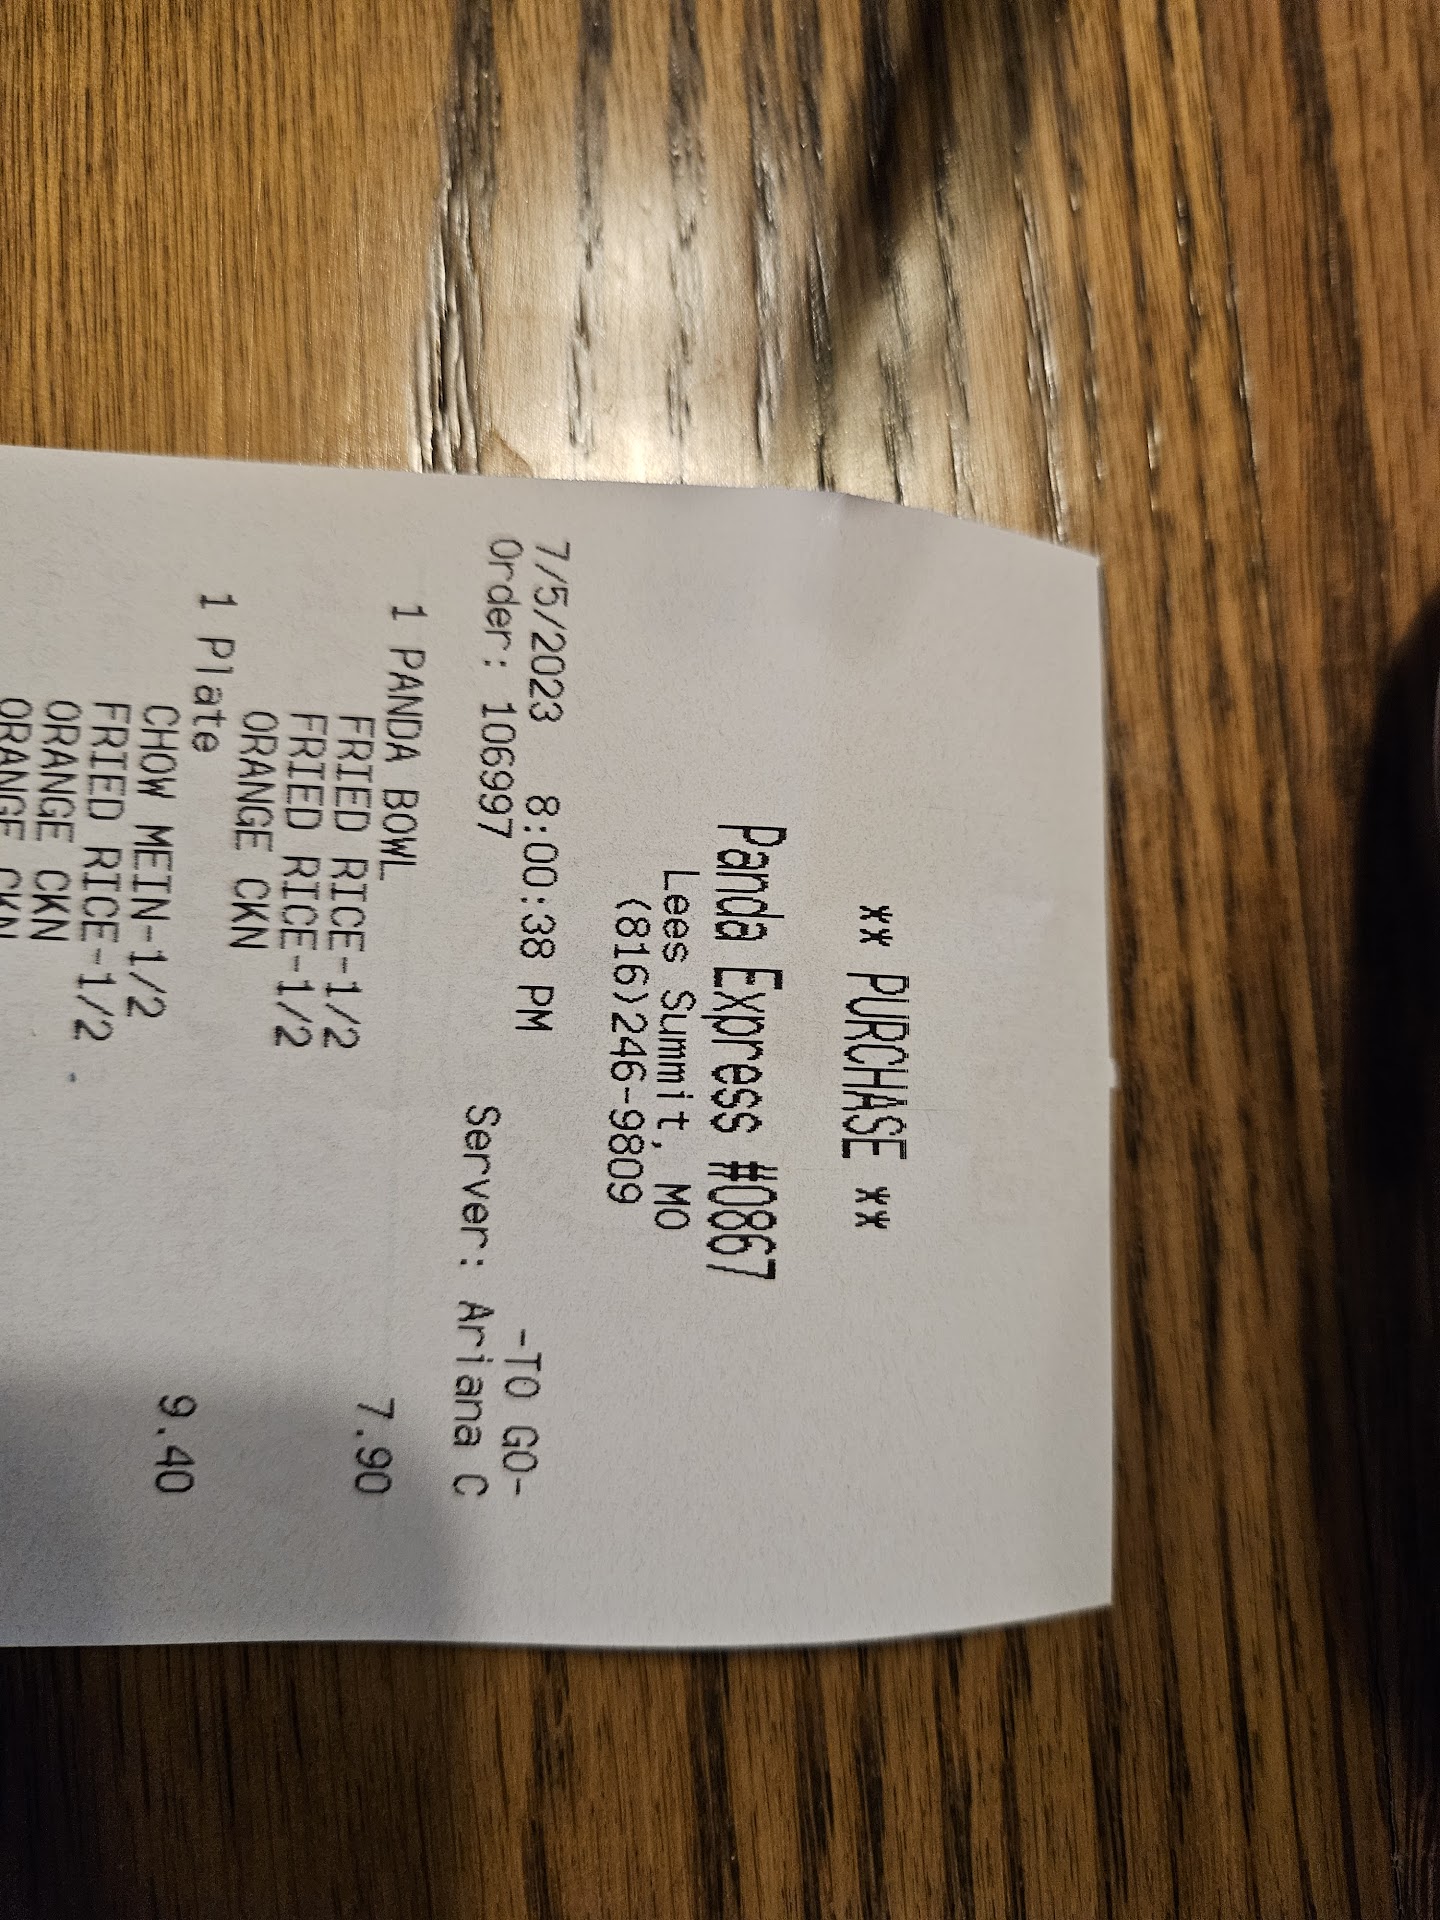 ** PURCHASE **
Panda Express #0867
Lees Summit, MO
(816)246-9809
7/5/2023 8:00:38 PM -TO GO-
Order: 106997 Server: Ariana C
1 PANDA BOWL 7.90
FRIED RICE-1/2
FRIED RICE-1/2
ORANGE CKN
1 Plate 9.40
CHOW MEIN-1/2
FRIED RICE-1/2
ORANGE CKN
ORANGE CKN